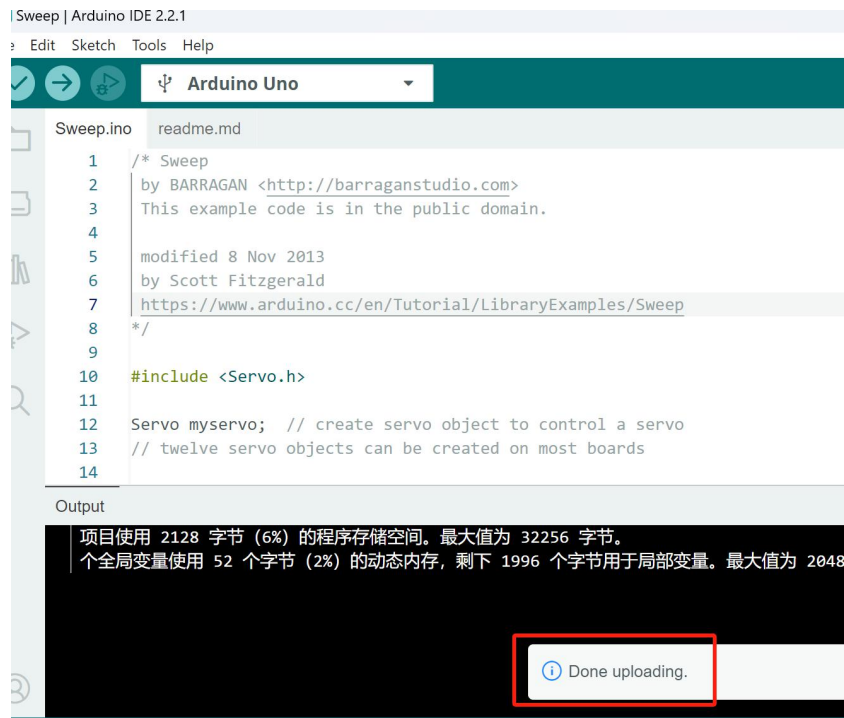 Sweep | Arduino IDE 2.2.1
Edit Sketch Tools Help
Arduino Uno
Sweep.ino readme.md
1 /* Sweep
2 by BARRAGAN <http://barraganstudio.com>
3 This example code is in the public domain.
4
5 modified 8 Nov 2013
6 by Scott Fitzgerald
7 https://www.arduino.cc/en/Tutorial/LibraryExamples/Sweep
8 */
9
10 #include <Servo.h>
11
12 Servo myservo;  // create servo object to control a servo
13 // twelve servo objects can be created on most boards
14
Output
项目使用 2128 字节 (6%) 的程序存储空间。最大值为 32256 字节。
个全局变量使用 52 个字节 (2%) 的动态内存，剩下 1996 个字节用于局部变量。最大值为 2048
Done uploading.